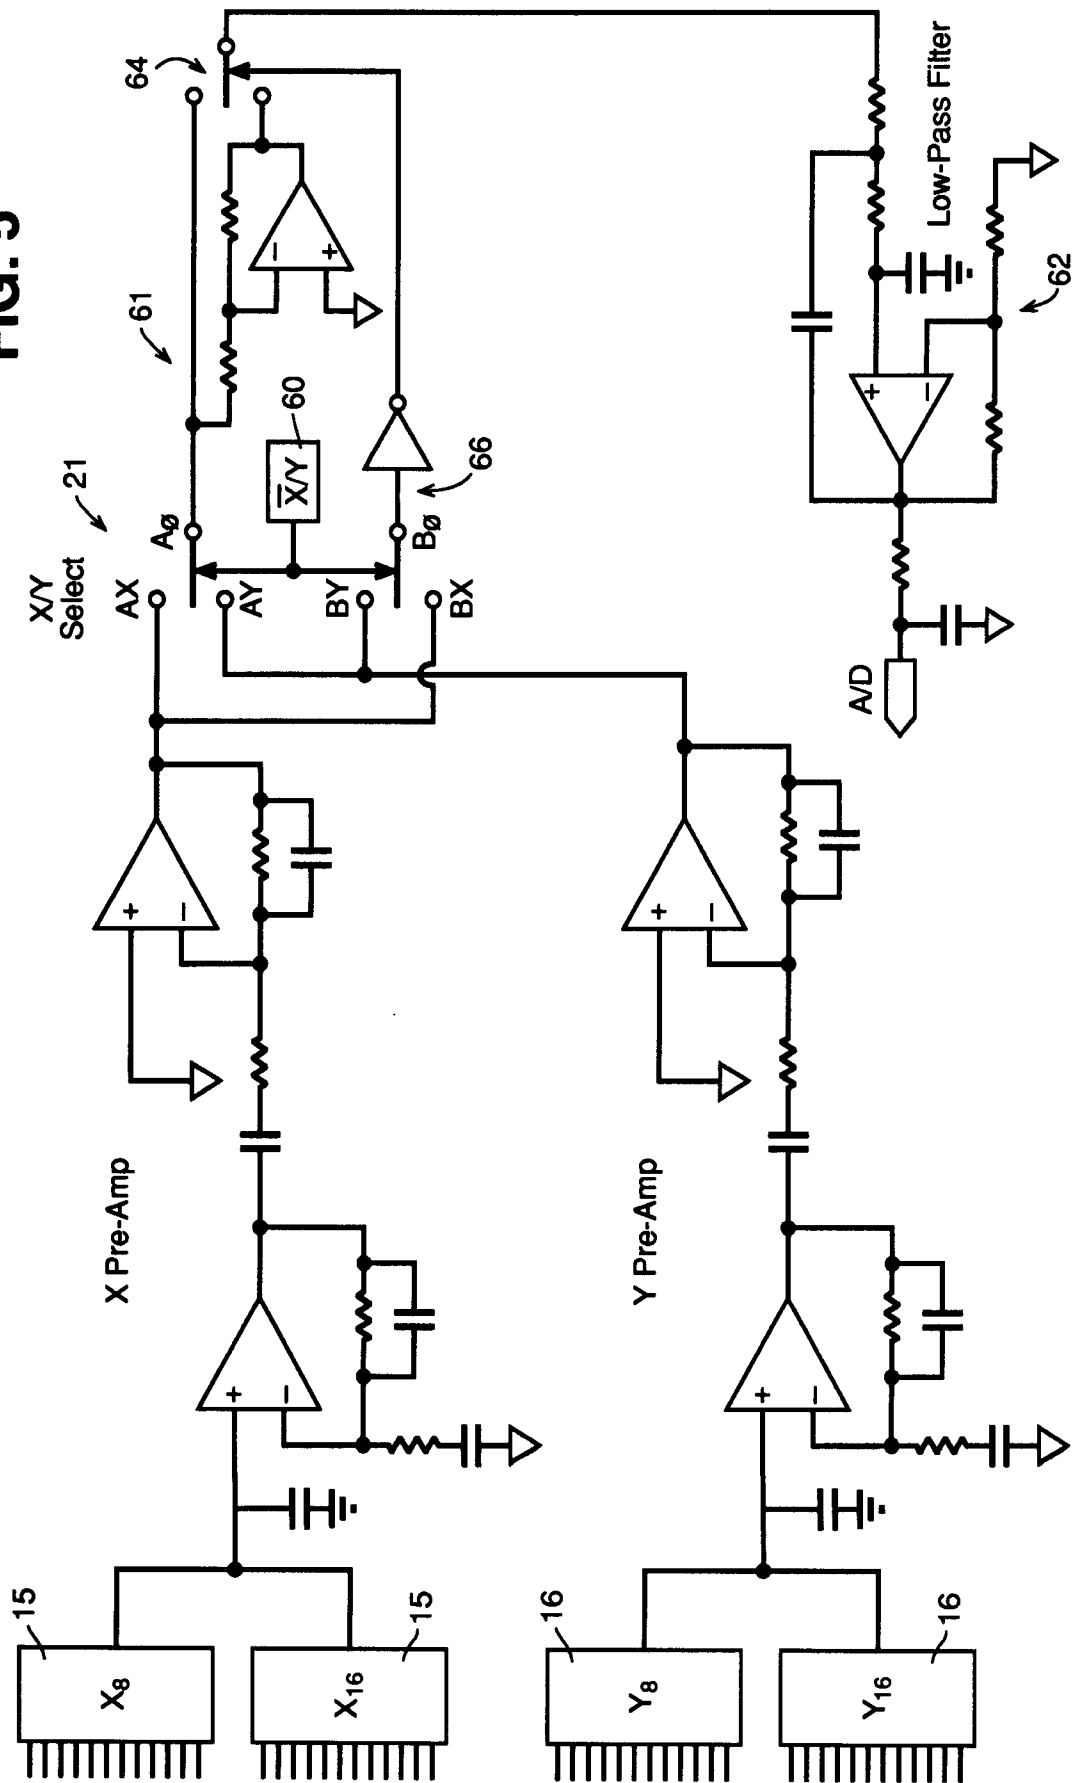 FIG. 5
X/Y
Select
21
61
64
AX
AØ
AY
X̅/Y
60
BY
BØ
BX
66
+
−
X Pre-Amp
+
−
+
−
X8
15
X16
15
Y Pre-Amp
+
−
+
−
Y8
16
Y16
16
Low-Pass Filter
+
−
62
A/D